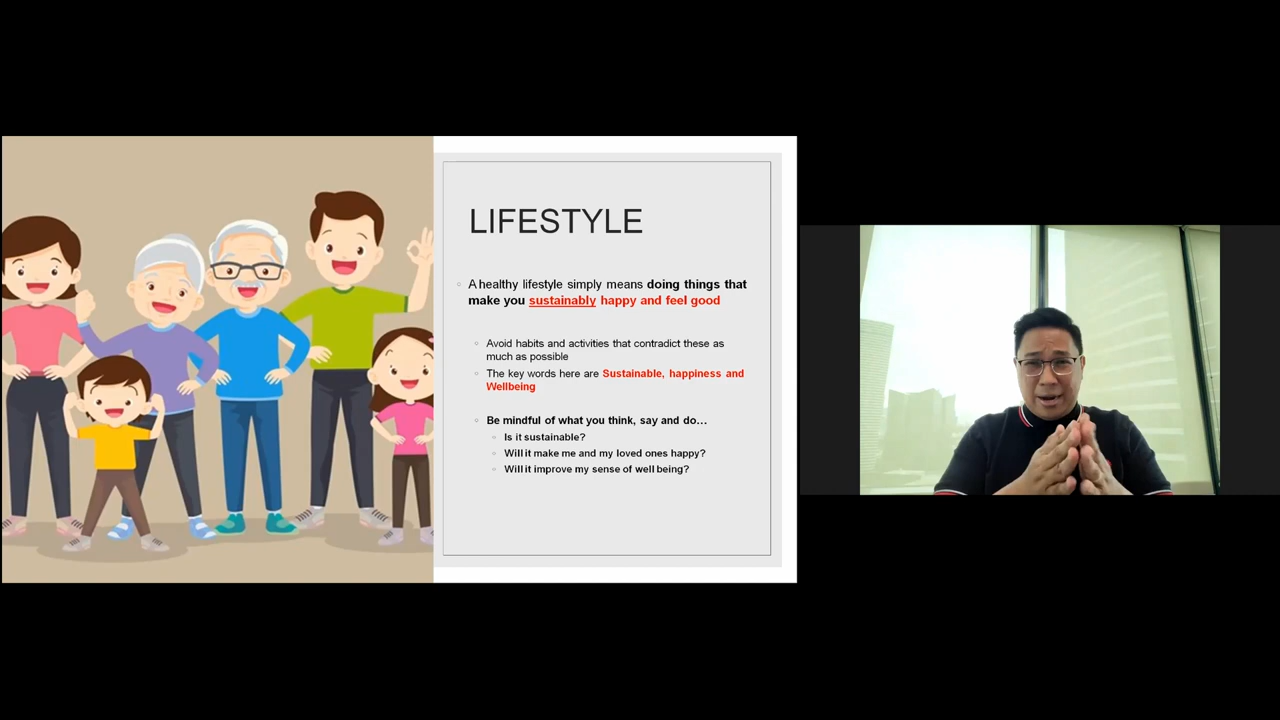 LIFESTYLE
A healthy lifestyle simply means doing things that
make you sustainably happy and feel good
Avoid habits and activities that contradict these as
much as possible
The key words here are Sustainable, happiness and
Wellbeing
Be mindful of what you think, say and do…
Is it sustainable?
Will it make me and my loved ones happy?
Will it improve my sense of well being?